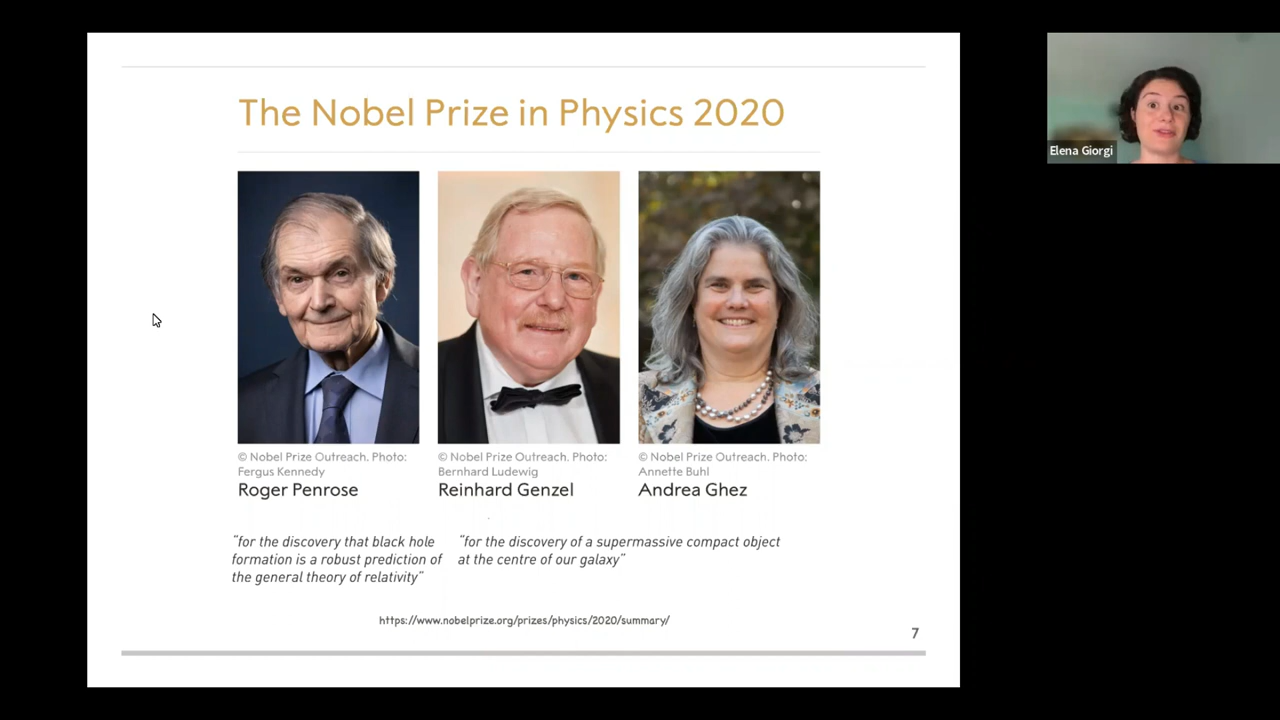 The Nobel Prize in Physics 2020
© Nobel Prize Outreach. Photo:
Fergus Kennedy
Roger Penrose
© Nobel Prize Outreach. Photo:
Bernhard Ludewig
Reinhard Genzel
© Nobel Prize Outreach. Photo:
Annette Buhl
Andrea Ghez
"for the discovery that black hole
formation is a robust prediction of
the general theory of relativity"
"for the discovery of a supermassive compact object
at the centre of our galaxy"
https://www.nobelprize.org/prizes/physics/2020/summary/
7
Elena Giorgi